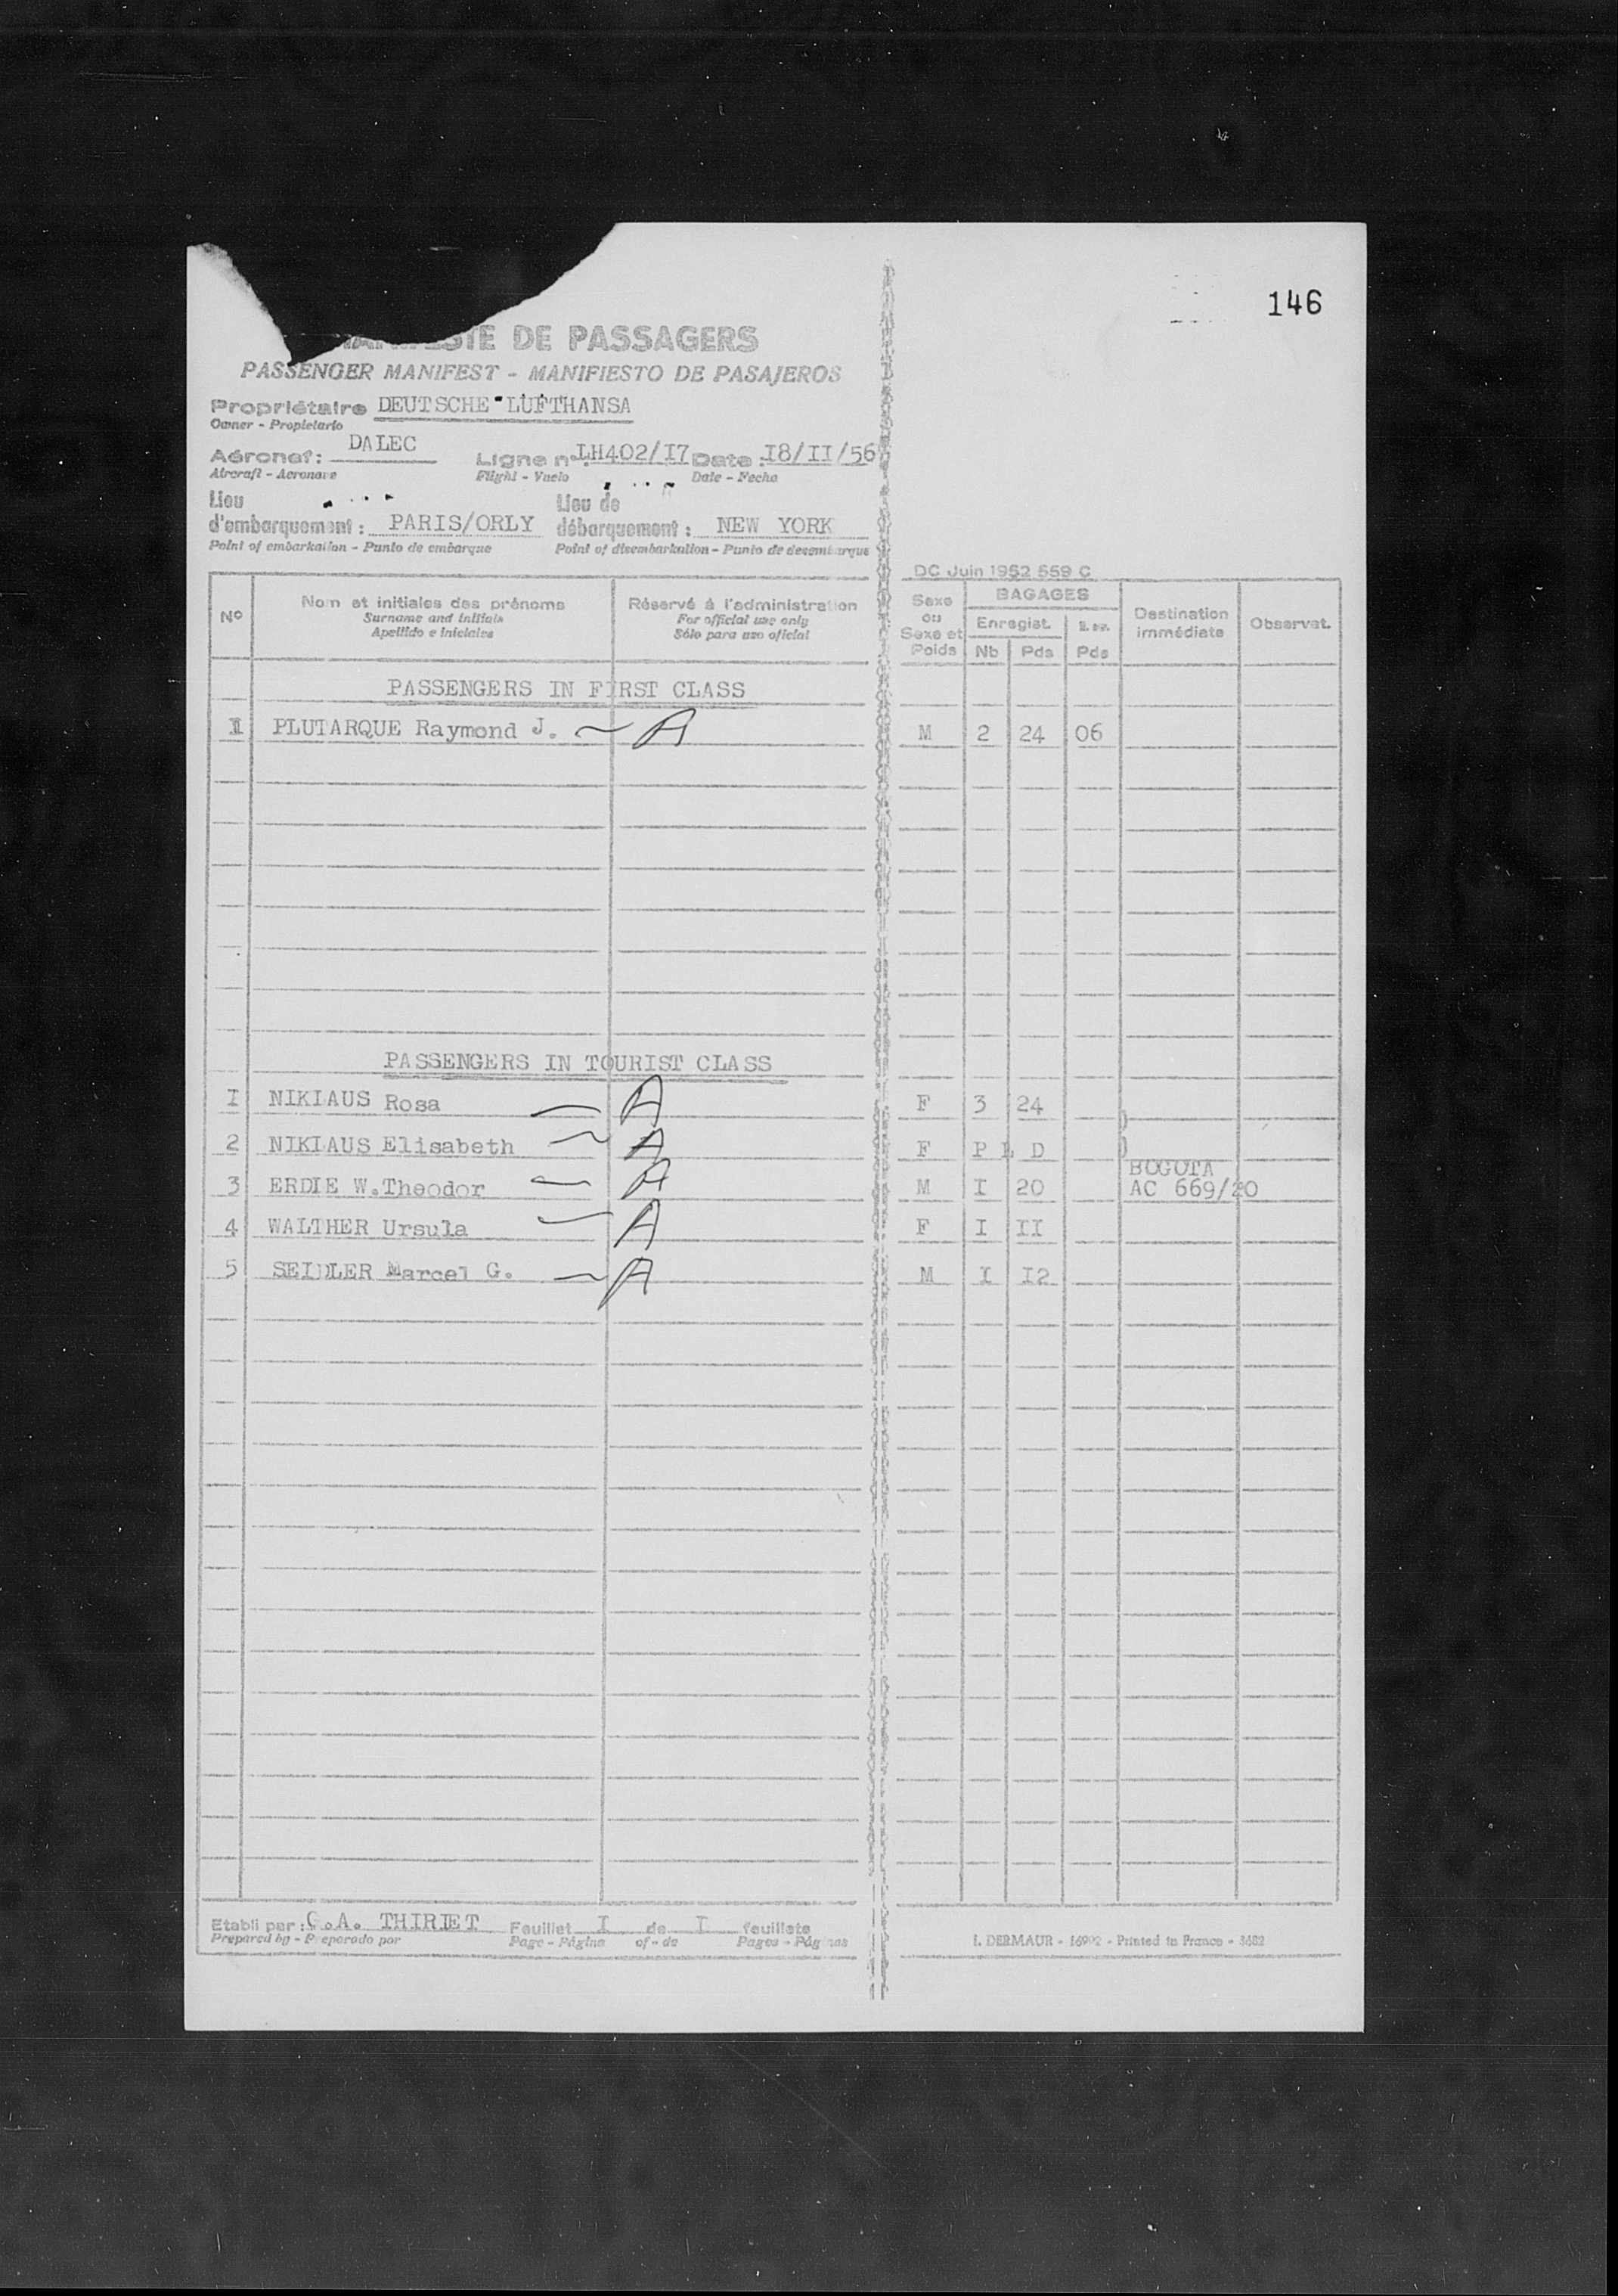 146
DE PASSAGERS
PASSENGER MANIFEST - MANIFIESTO DE PASAJEROS
Propriétaire DEUTSCHE LUFTHANSA
Owner - Propietario
Aéronef: DALEC Ligne n° LH402/I7 Date : I8/II/56
Aircraft - Aeronave Flight - Vuelo Date - Fecha
Lieu d'embarquement : PARIS/ORLY Lieu de débarquement : NEW YORK
Point of embarkation - Punto de embarque Point of disembarkation - Punto de desembarque
DC Juin 1952 559 C
Nº Nom et initiales des prénoms Réservé à l'administration Sexe ou Sexe et Poids BAGAGES Destination immédiate Observat.
Surname and initials For official use only Enregist.
Apellido e iniciales Sólo para uso oficial Nb Pds Pds
PASSENGERS IN FIRST CLASS
I PLUTARQUE Raymond J. A M 2 24 06
PASSENGERS IN TOURIST CLASS
I NIKLAUS Rosa A F 3 24 )
2 NIKLAUS Elisabeth A F P L D )
BOGOTA
3 ERDIE W.Theodor A M I 20 AC 669/20
4 WALTHER Ursula A F I II
5 SEIDLER Marcel G. A M I I2
Etabli par : C.A. THIRIET Feuillet I de I feuillets
Prepared by - Preparado por Page - Página of - de Pages - Páginas
I. DERMAUR - 16902 - Printed in France - 3482